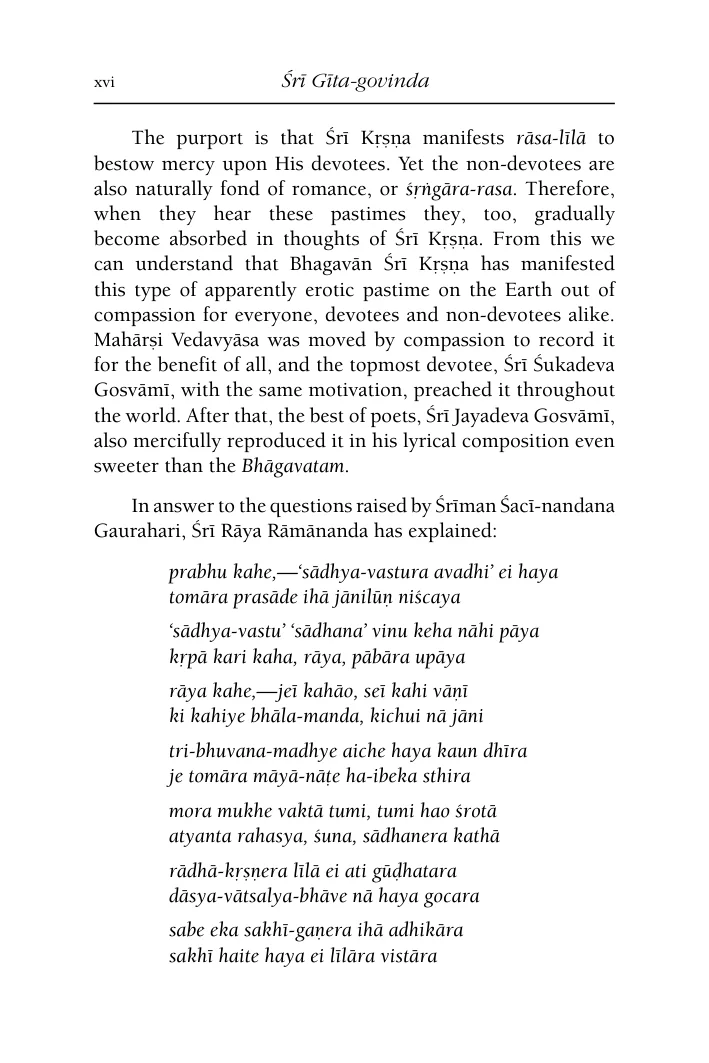 xvi Śrī Gīta-govinda
The purport is that Śrī Kṛṣṇa manifests rāsa-līlā to
bestow mercy upon His devotees. Yet the non-devotees are
also naturally fond of romance, or śṛṅgāra-rasa. Therefore,
when they hear these pastimes they, too, gradually
become absorbed in thoughts of Śrī Kṛṣṇa. From this we
can understand that Bhagavān Śrī Kṛṣṇa has manifested
this type of apparently erotic pastime on the Earth out of
compassion for everyone, devotees and non-devotees alike.
Mahārṣi Vedavyāsa was moved by compassion to record it
for the benefit of all, and the topmost devotee, Śrī Śukadeva
Gosvāmī, with the same motivation, preached it throughout
the world. After that, the best of poets, Śrī Jayadeva Gosvāmī,
also mercifully reproduced it in his lyrical composition even
sweeter than the Bhāgavatam.
In answer to the questions raised by Śrīman Śacī-nandana
Gaurahari, Śrī Rāya Rāmānanda has explained:
prabhu kahe,—‘sādhya-vastura avadhi’ ei haya
tomāra prasāde ihā jānilūṇ niścaya
‘sādhya-vastu’ ‘sādhana’ vinu keha nāhi pāya
kṛpā kari kaha, rāya, pābāra upāya
rāya kahe,—jeī kahāo, seī kahi vāṇī
ki kahiye bhāla-manda, kichui nā jāni
tri-bhuvana-madhye aiche haya kaun dhīra
je tomāra māyā-nāṭe ha-ibeka sthira
mora mukhe vaktā tumi, tumi hao śrotā
atyanta rahasya, śuna, sādhanera kathā
rādhā-kṛṣṇera līlā ei ati gūḍhatara
dāsya-vātsalya-bhāve nā haya gocara
sabe eka sakhī-gaṇera ihā adhikāra
sakhī haite haya ei līlāra vistāra